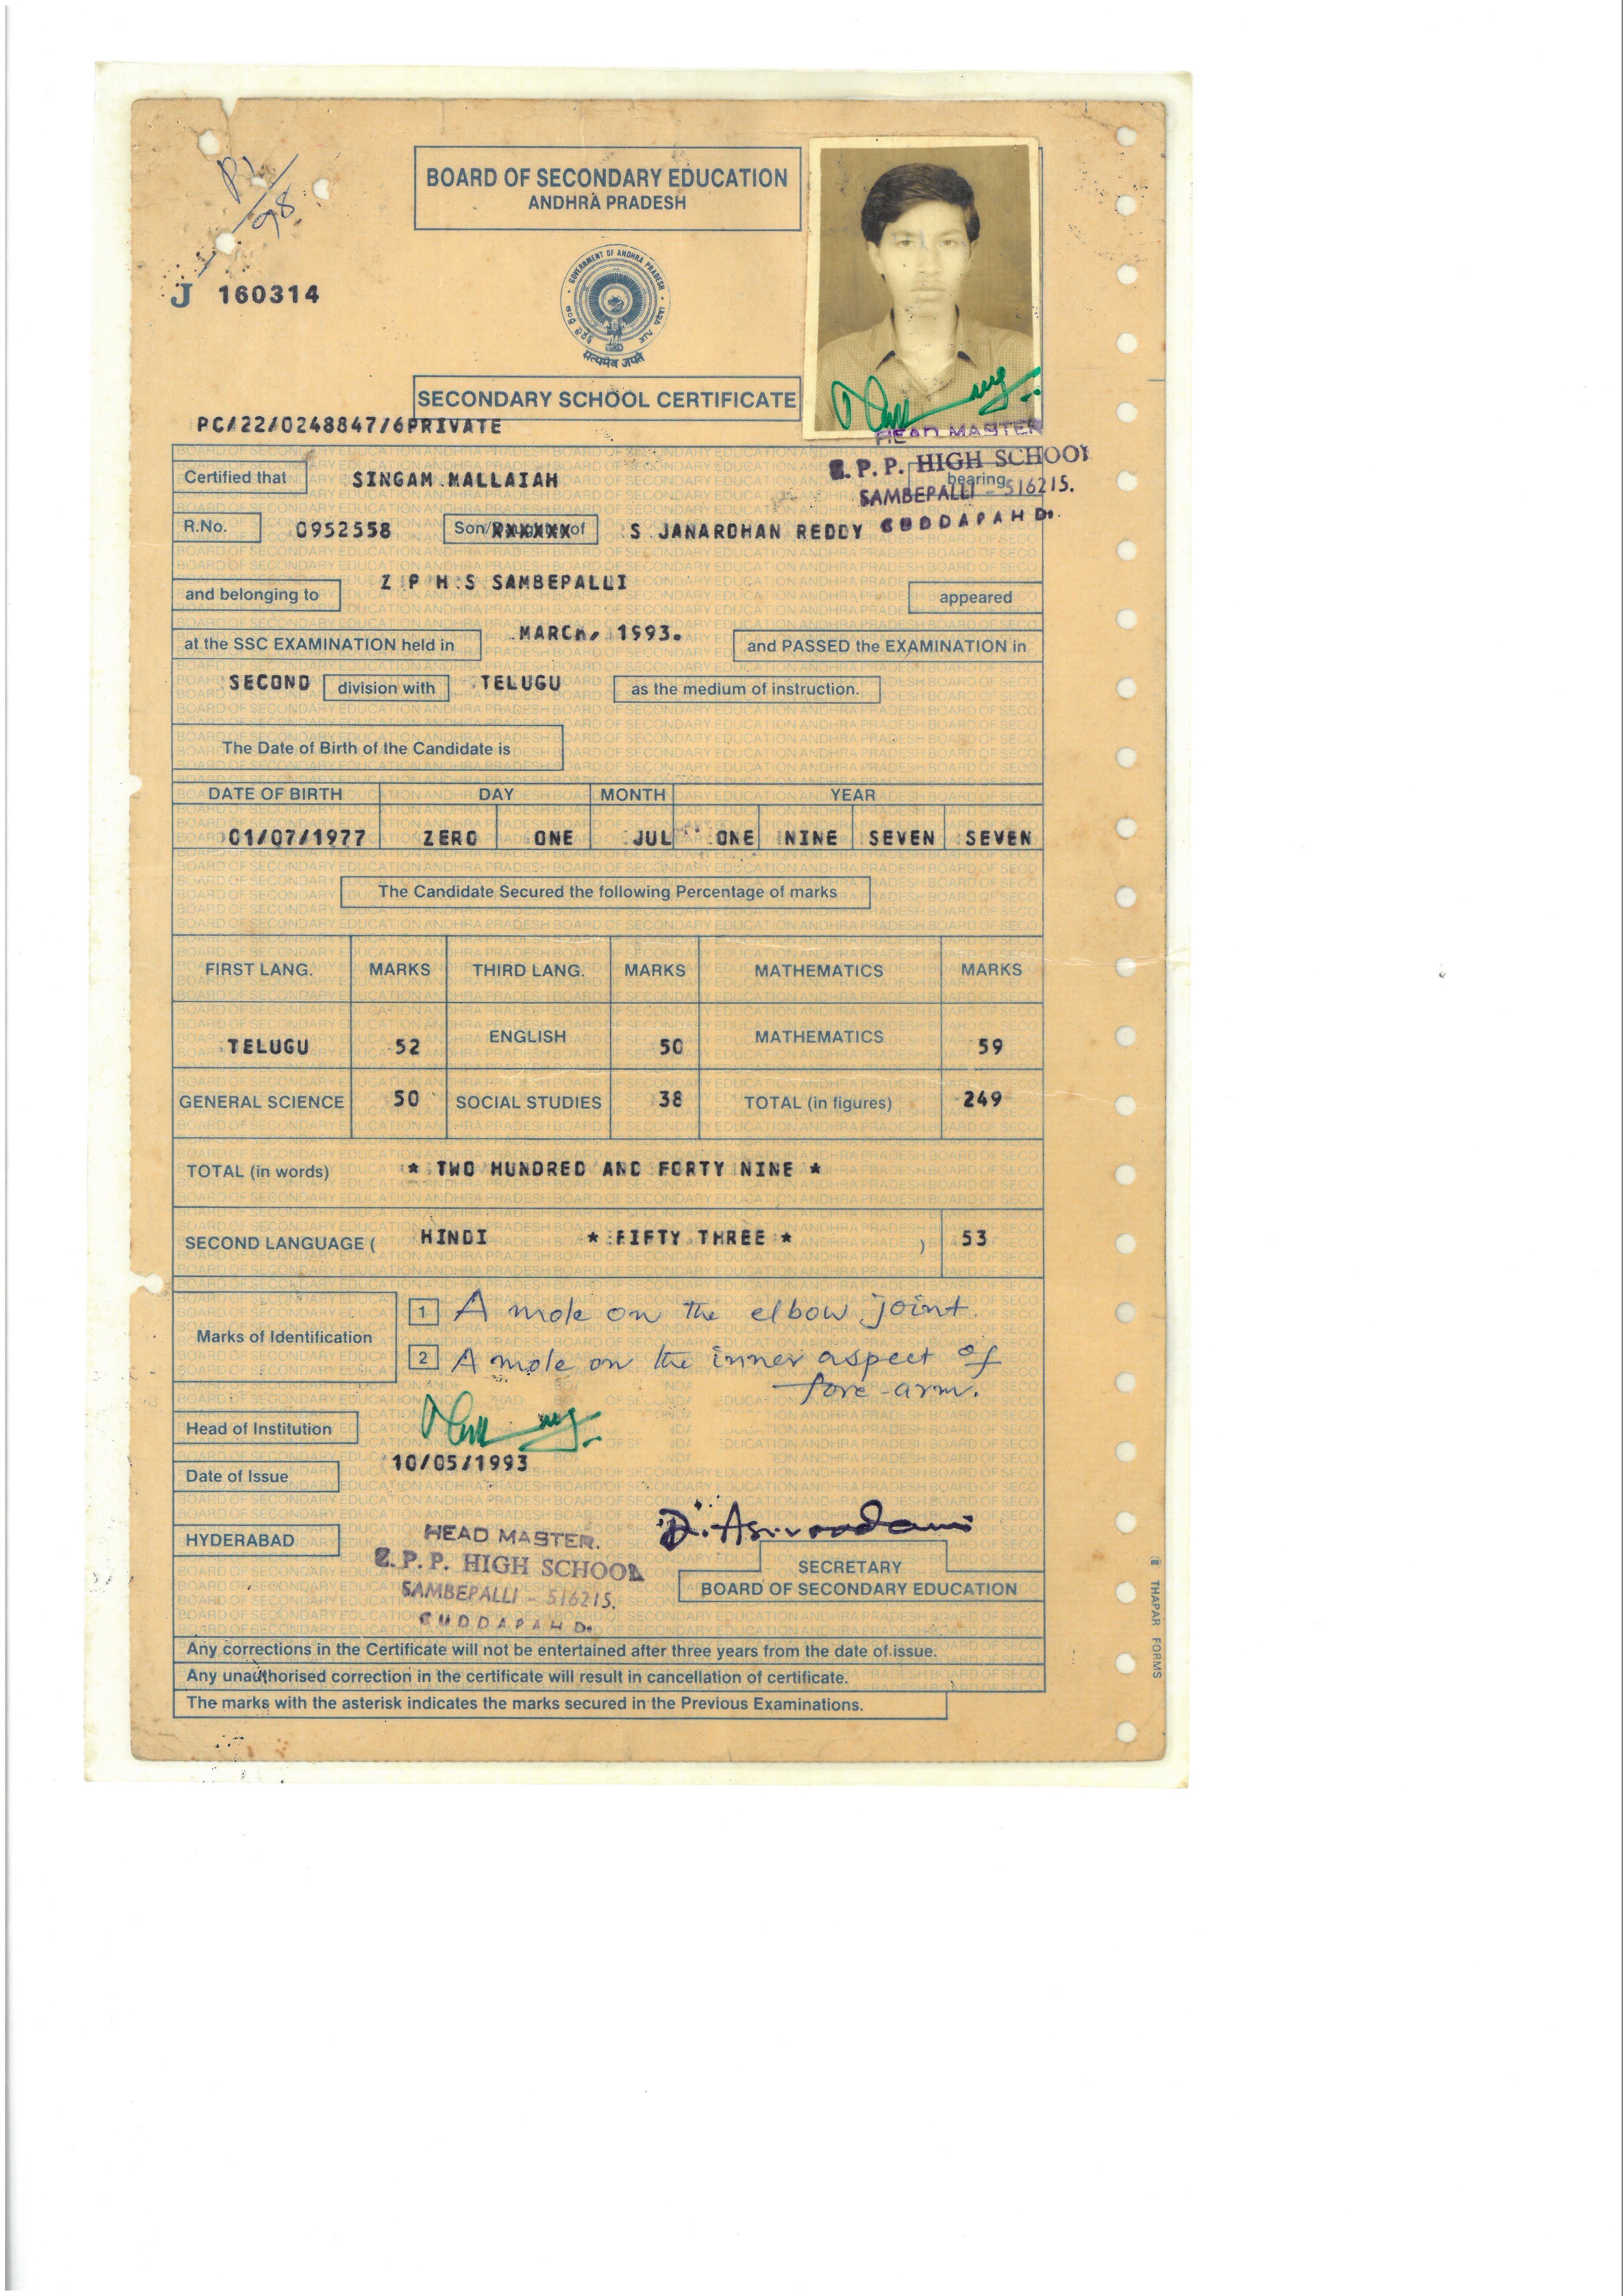 P1/98
BOARD OF SECONDARY EDUCATION
ANDHRA PRADESH
J 160314
GOVERNMENT OF ANDHRA PRADESH
सत्यमेव जयते
SECONDARY SCHOOL CERTIFICATE
PC/22/0248847/6PRIVATE
HEAD MASTER
Z.P.P. HIGH SCHOOL
SAMBEPALLI - 516215.
CUDDAPAH D.
Certified that SINGAM MALLAIAH bearing
R.No. 0952558 Son/XXXXXX of S JANARDHAN REDDY
and belonging to Z P H S SAMBEPALLI appeared
at the SSC EXAMINATION held in MARCH, 1993. and PASSED the EXAMINATION in
SECOND division with TELUGU as the medium of instruction.
The Date of Birth of the Candidate is
DATE OF BIRTH DAY MONTH YEAR
01/07/1977 ZERO ONE JUL ONE NINE SEVEN SEVEN
The Candidate Secured the following Percentage of marks
FIRST LANG. MARKS THIRD LANG. MARKS MATHEMATICS MARKS
TELUGU 52 ENGLISH 50 MATHEMATICS 59
GENERAL SCIENCE 50 SOCIAL STUDIES 38 TOTAL (in figures) 249
TOTAL (in words) * TWO HUNDRED AND FORTY NINE *
SECOND LANGUAGE ( HINDI * FIFTY THREE * ) 53
Marks of Identification
1 A mole on the elbow joint.
2 A mole on the inner aspect of
fore-arm.
Head of Institution
Date of Issue 10/05/1993
HYDERABAD
HEAD MASTER.
Z.P.P. HIGH SCHOOL
SAMBEPALLI - 516215.
CUDDAPAH D.
SECRETARY
BOARD OF SECONDARY EDUCATION
Any corrections in the Certificate will not be entertained after three years from the date of issue.
Any unauthorised correction in the certificate will result in cancellation of certificate.
The marks with the asterisk indicates the marks secured in the Previous Examinations.
THAPAR FORMS